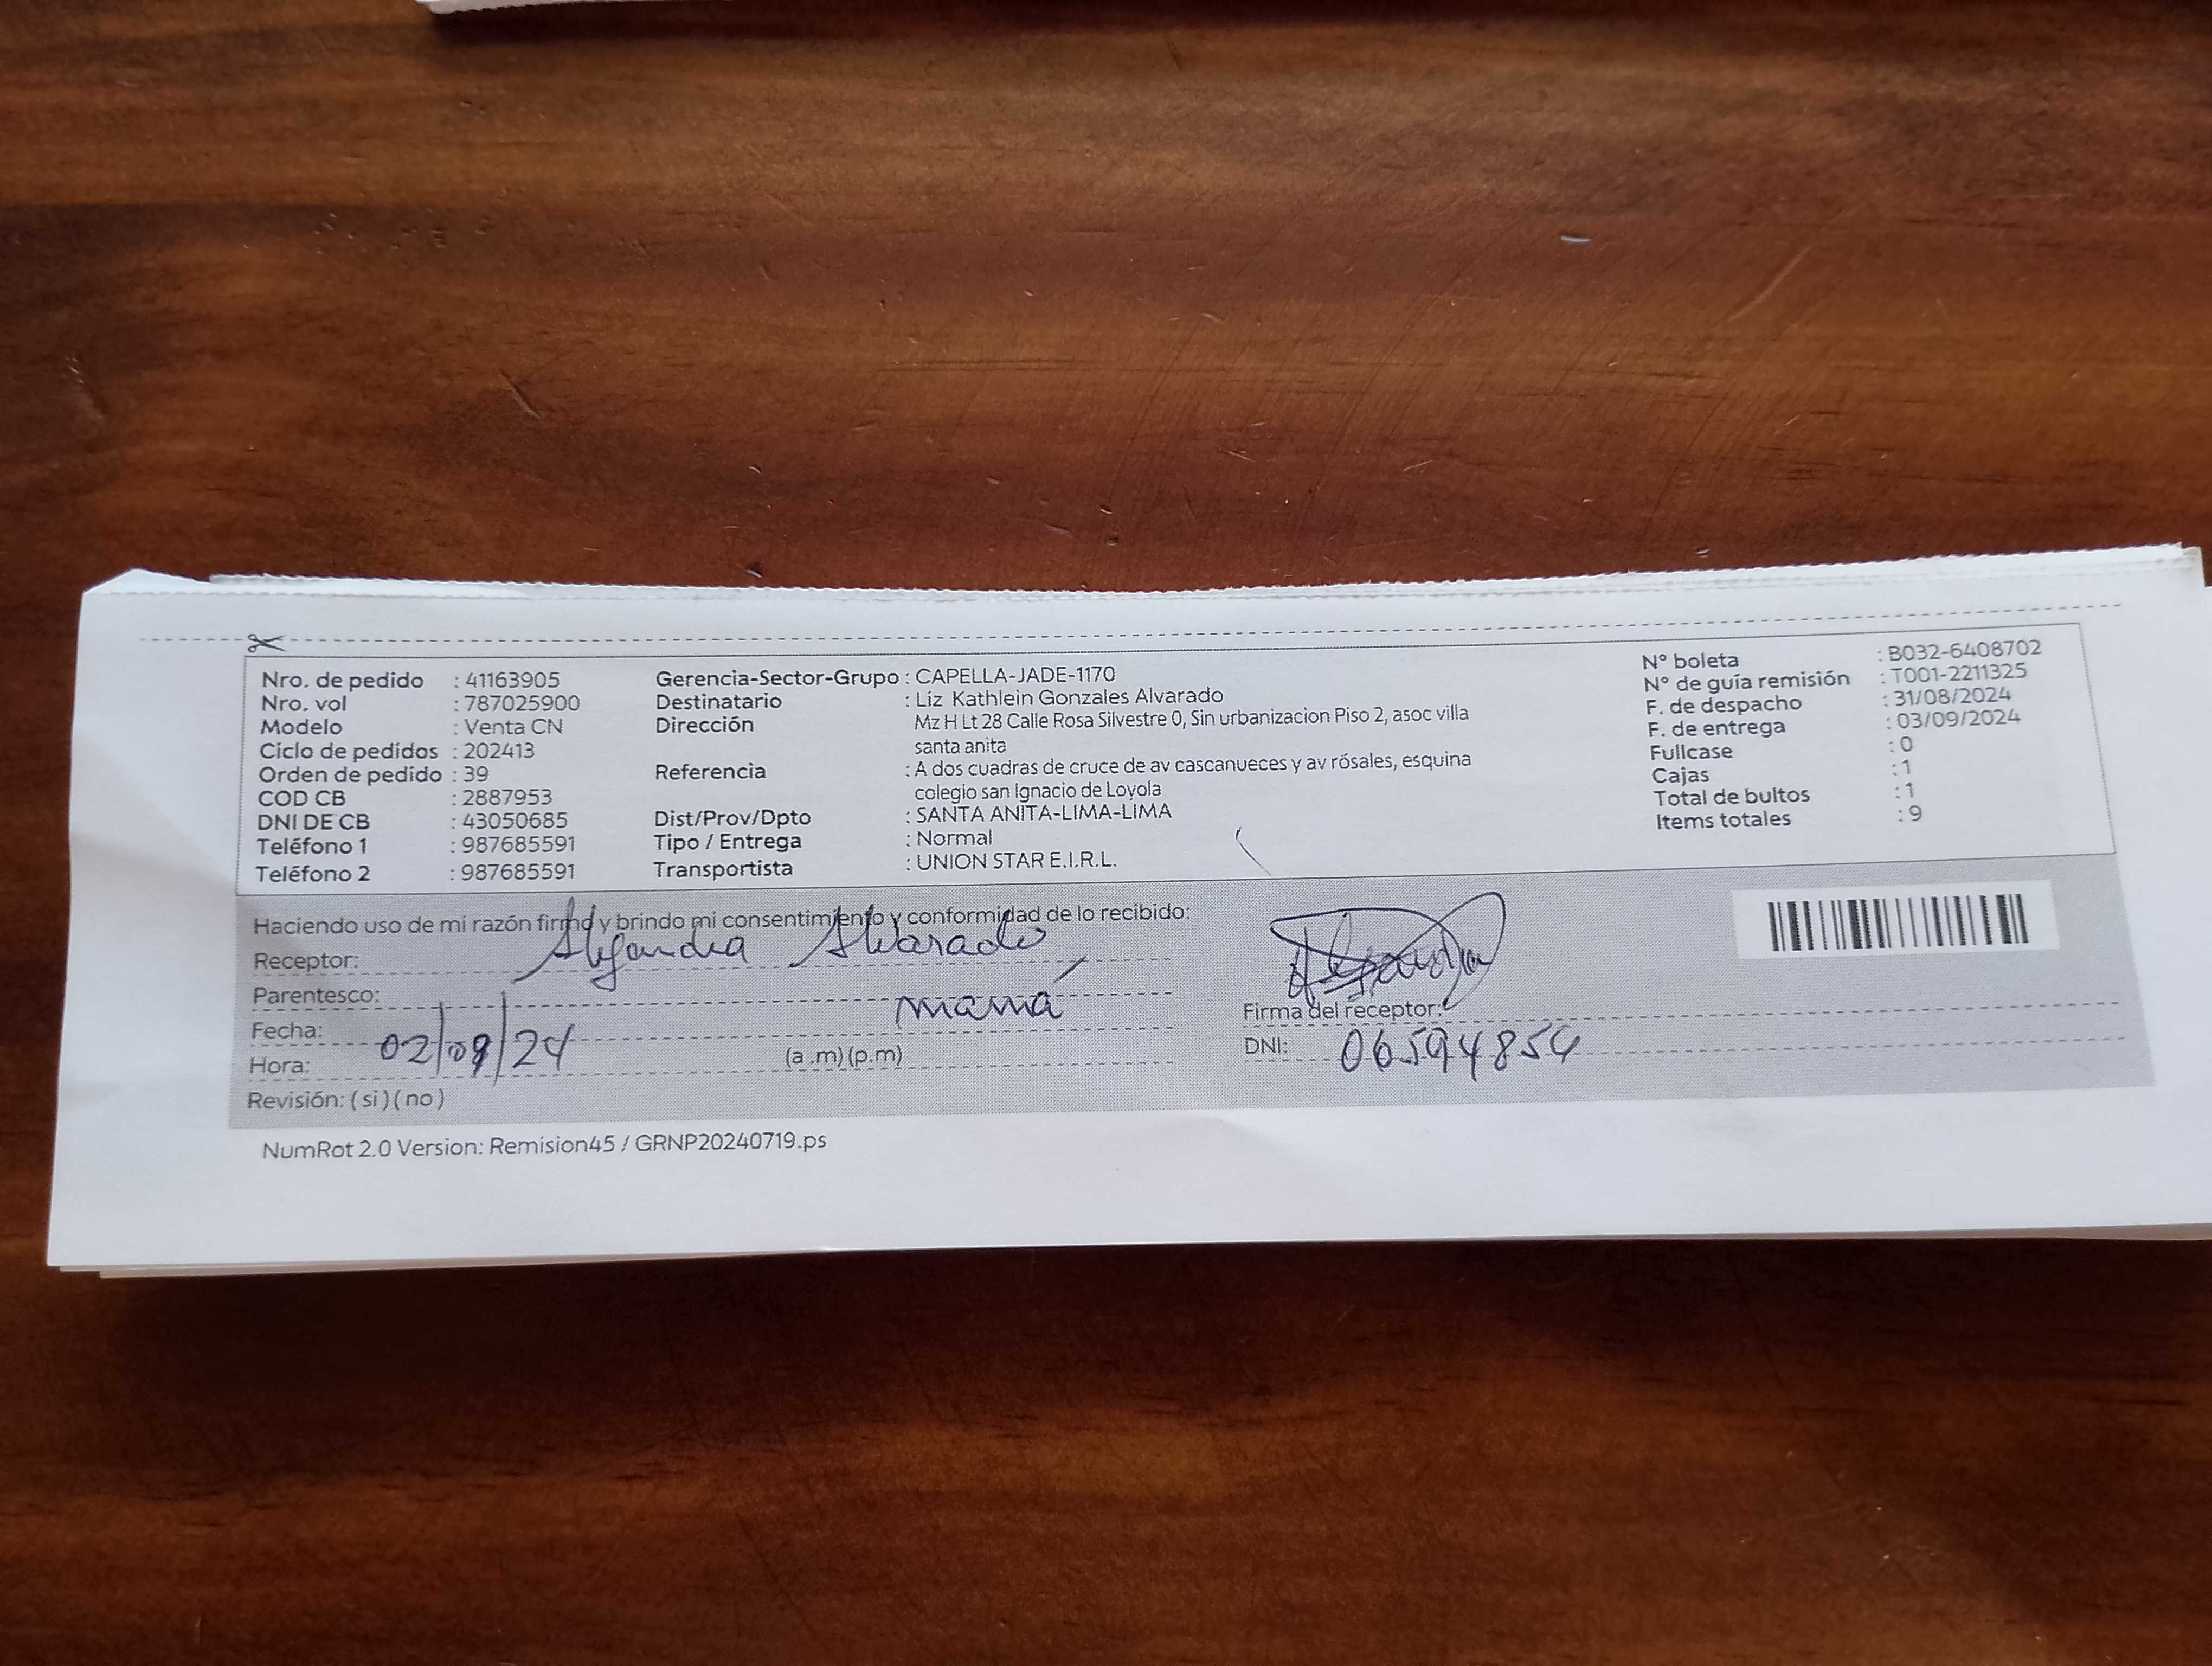 Nro. de pedido : 41163905
Nro. vol : 787025900
Modelo : Venta CN
Ciclo de pedidos : 202413
Orden de pedido : 39
COD CB : 2887953
DNI DE CB : 43050685
Teléfono 1 : 987685591
Teléfono 2 : 987685591
Gerencia-Sector-Grupo : CAPELLA-JADE-1170
Destinatario : Liz Kathlein Gonzales Alvarado
Dirección Mz H Lt 28 Calle Rosa Silvestre 0, Sin urbanizacion Piso 2, asoc villa
santa anita
Referencia : A dos cuadras de cruce de av cascanueces y av rósales, esquina
colegio san Ignacio de Loyola
Dist/Prov/Dpto : SANTA ANITA-LIMA-LIMA
Tipo / Entrega : Normal
Transportista : UNION STAR E.I.R.L.
N° boleta : B032-6408702
N° de guía remisión : T001-2211325
F. de despacho : 31/08/2024
F. de entrega : 03/09/2024
Fullcase : 0
Cajas : 1
Total de bultos : 1
Items totales : 9
Haciendo uso de mi razón firmo y brindo mi consentimiento y conformidad de lo recibido:
Receptor: Alejandra Alvarado
Parentesco: mamá
Fecha: 02/09/24
Hora: (a .m) (p.m)
Revisión: ( si ) ( no )
Firma del receptor:
DNI: 06594854
NumRot 2.0 Version: Remision45 / GRNP20240719.ps